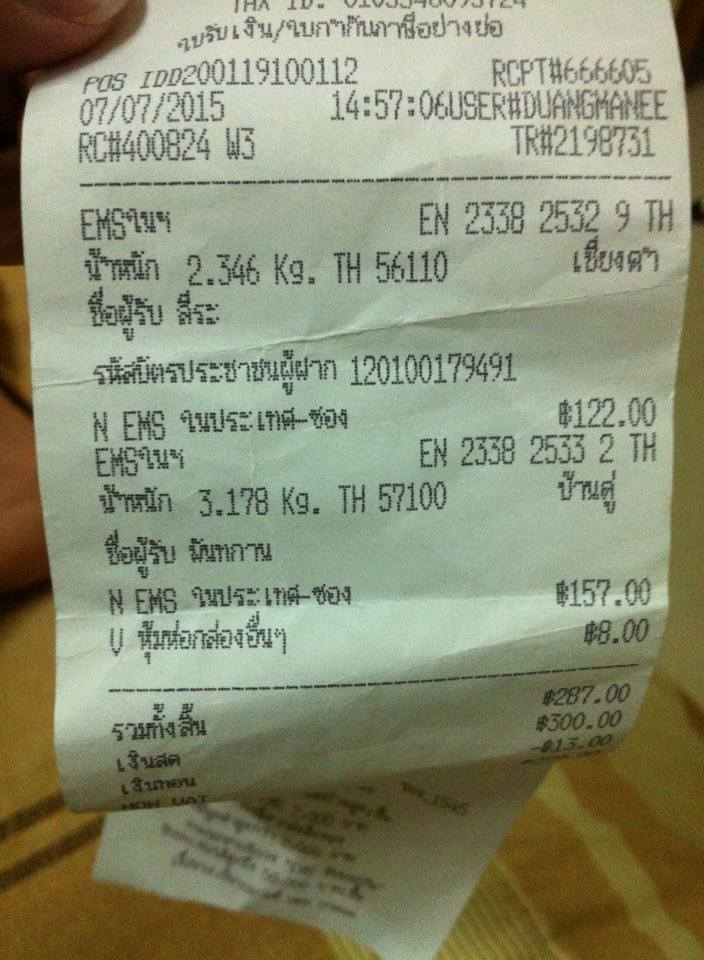 TAX ID.
ใบรับเงิน/ใบกำกับภาษีอย่างย่อ
POS IDD200119100112 RCPT#666605
07/07/2015 14:57:06USER#DUANGMANEE
RC#400824 W3 TR#2198731
EMSในฯ EN 2338 2532 9 TH
น้ำหนัก 2.346 Kg. TH 56110 เชียงคำ
ชื่อผู้รับ สีระ
รหัสบัตรประชาชนผู้ฝาก 120100179491
N EMS ในประเทศ-ซอง ฿122.00
EMSในฯ EN 2338 2533 2 TH
น้ำหนัก 3.178 Kg. TH 57100 บ้านดู่
ชื่อผู้รับ มันทกาน
N EMS ในประเทศ-ซอง ฿157.00
V หุ้มห่อกล่องอื่นๆ ฿8.00
รวมทั้งสิ้น ฿287.00
เงินสด ฿300.00
เงินทอน -฿13.00
NON VAT